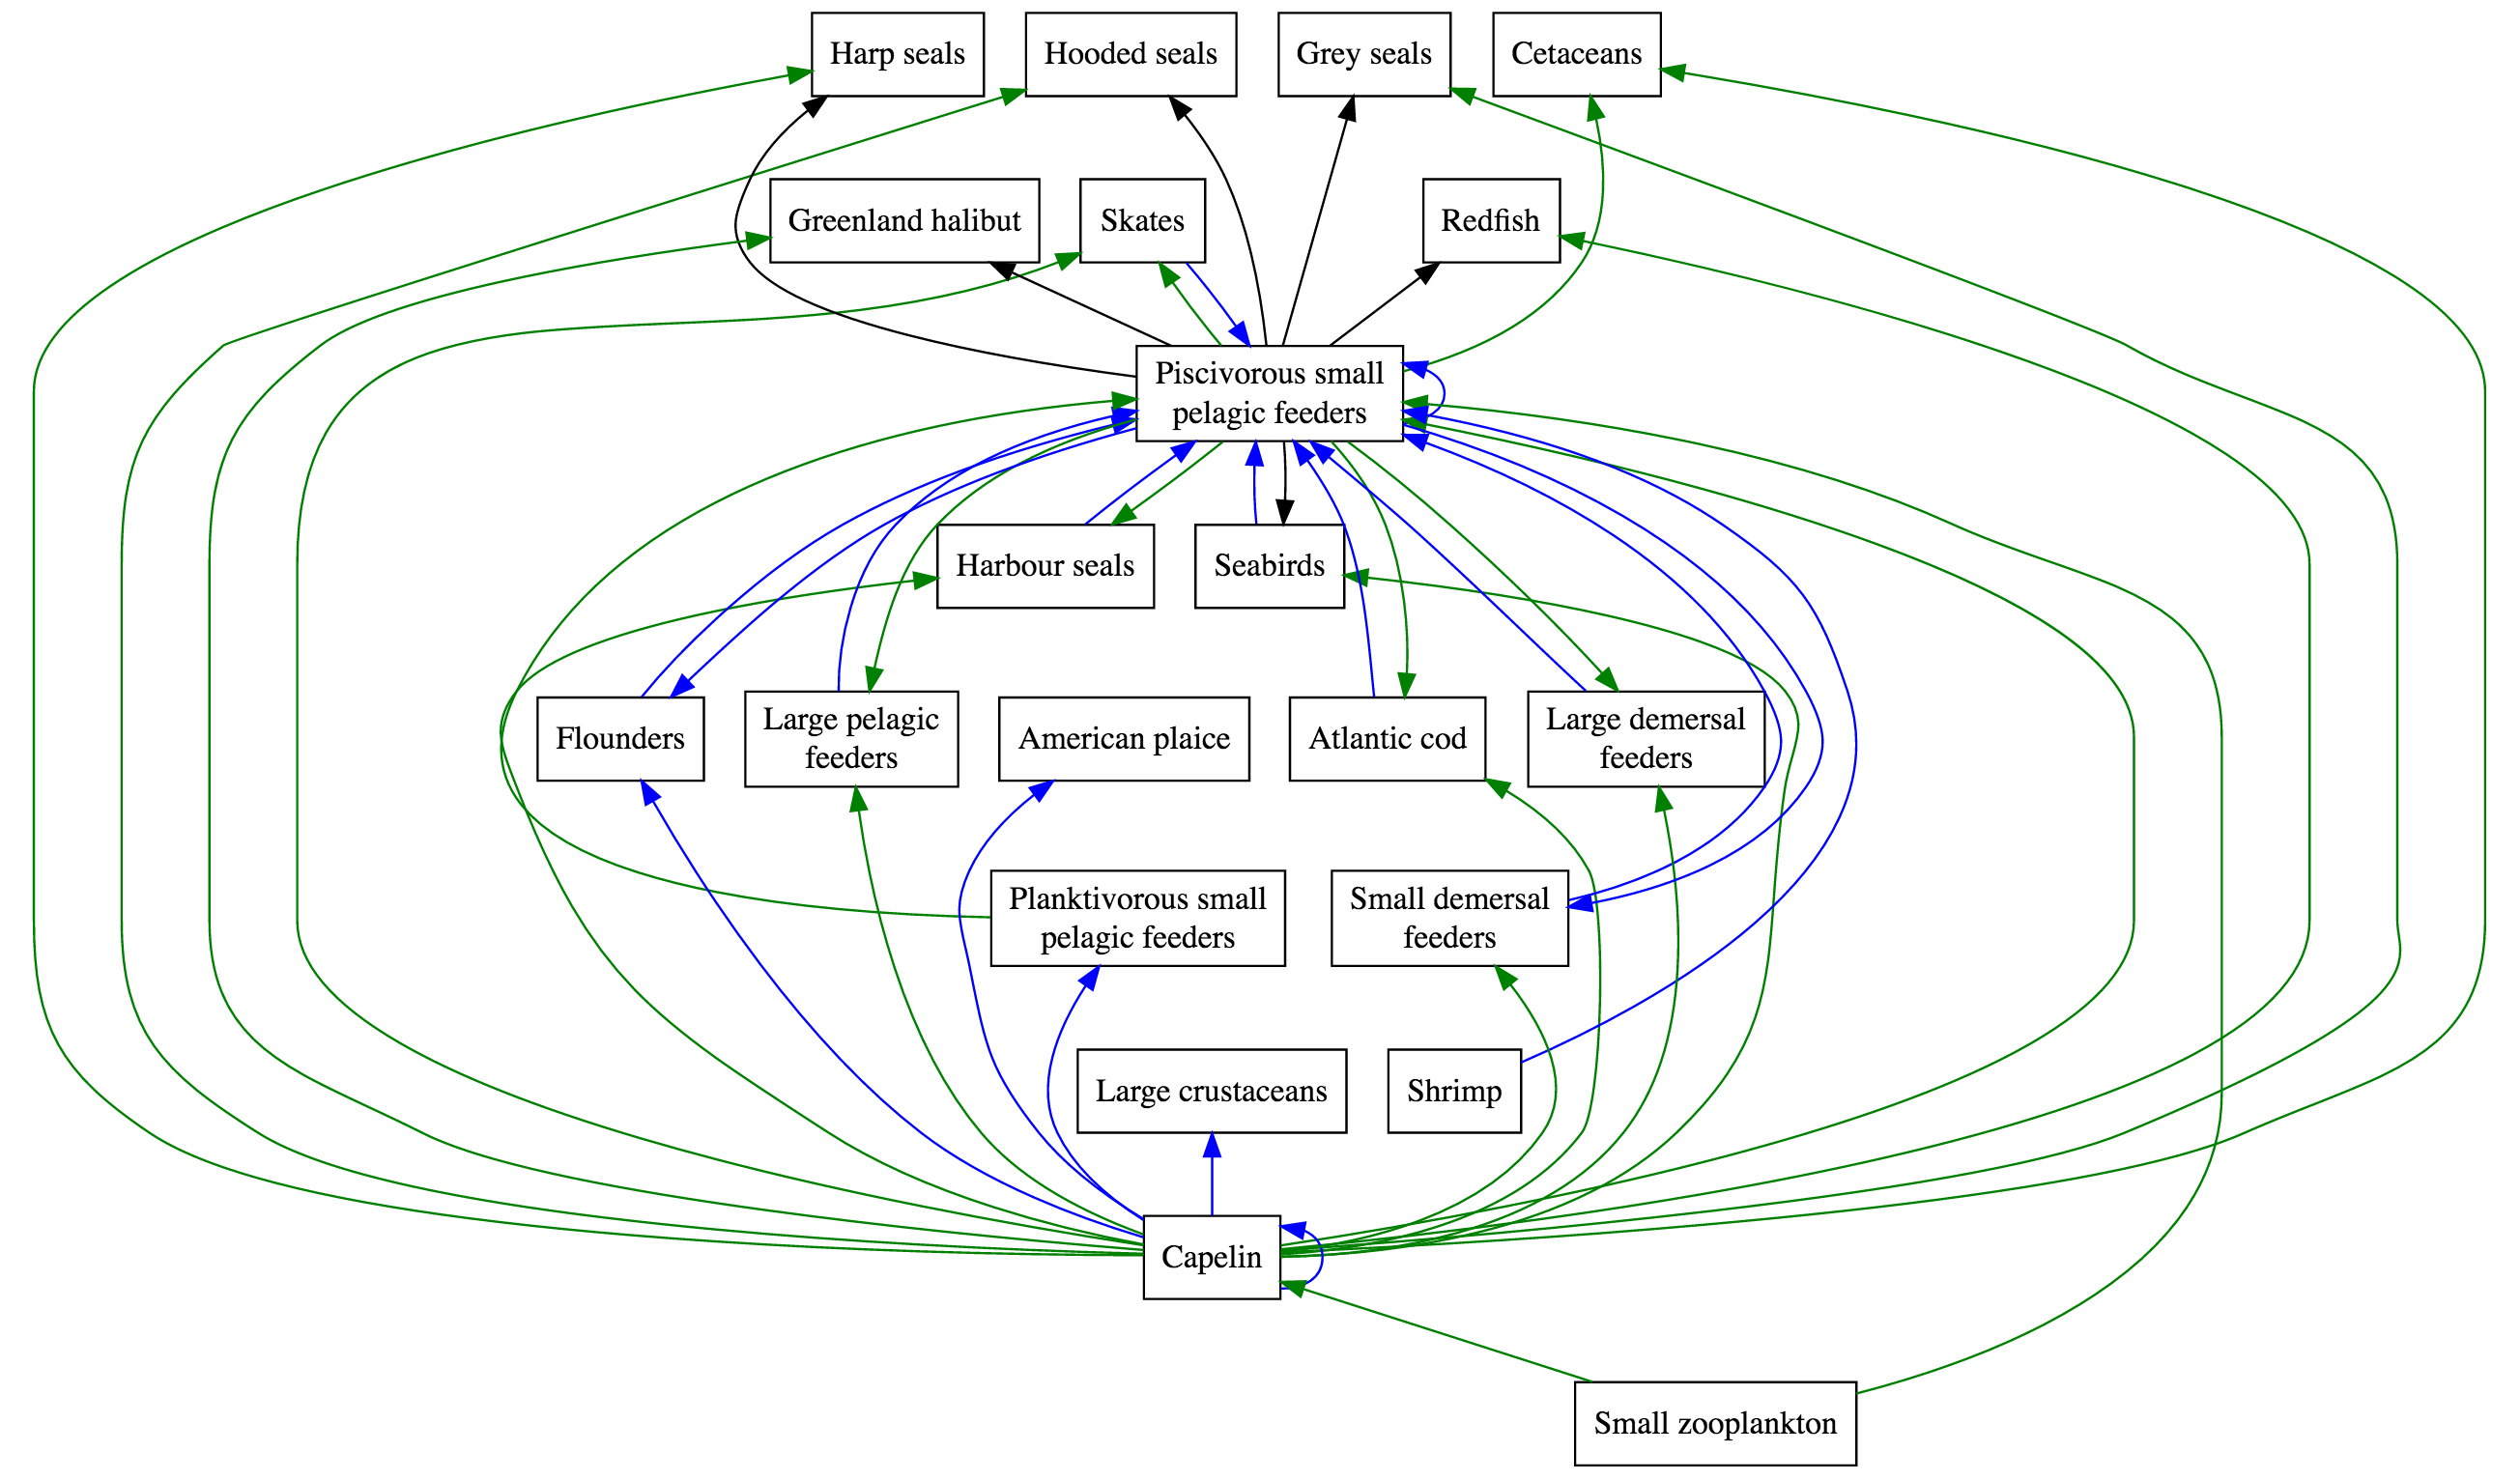 Harp seals
Hooded seals
Grey seals
Cetaceans
Greenland halibut
Skates
Redfish
Piscivorous small
pelagic feeders
Harbour seals
Seabirds
Flounders
Large pelagic
feeders
American plaice
Atlantic cod
Large demersal
feeders
Planktivorous small
pelagic feeders
Small demersal
feeders
Large crustaceans
Shrimp
Capelin
Small zooplankton